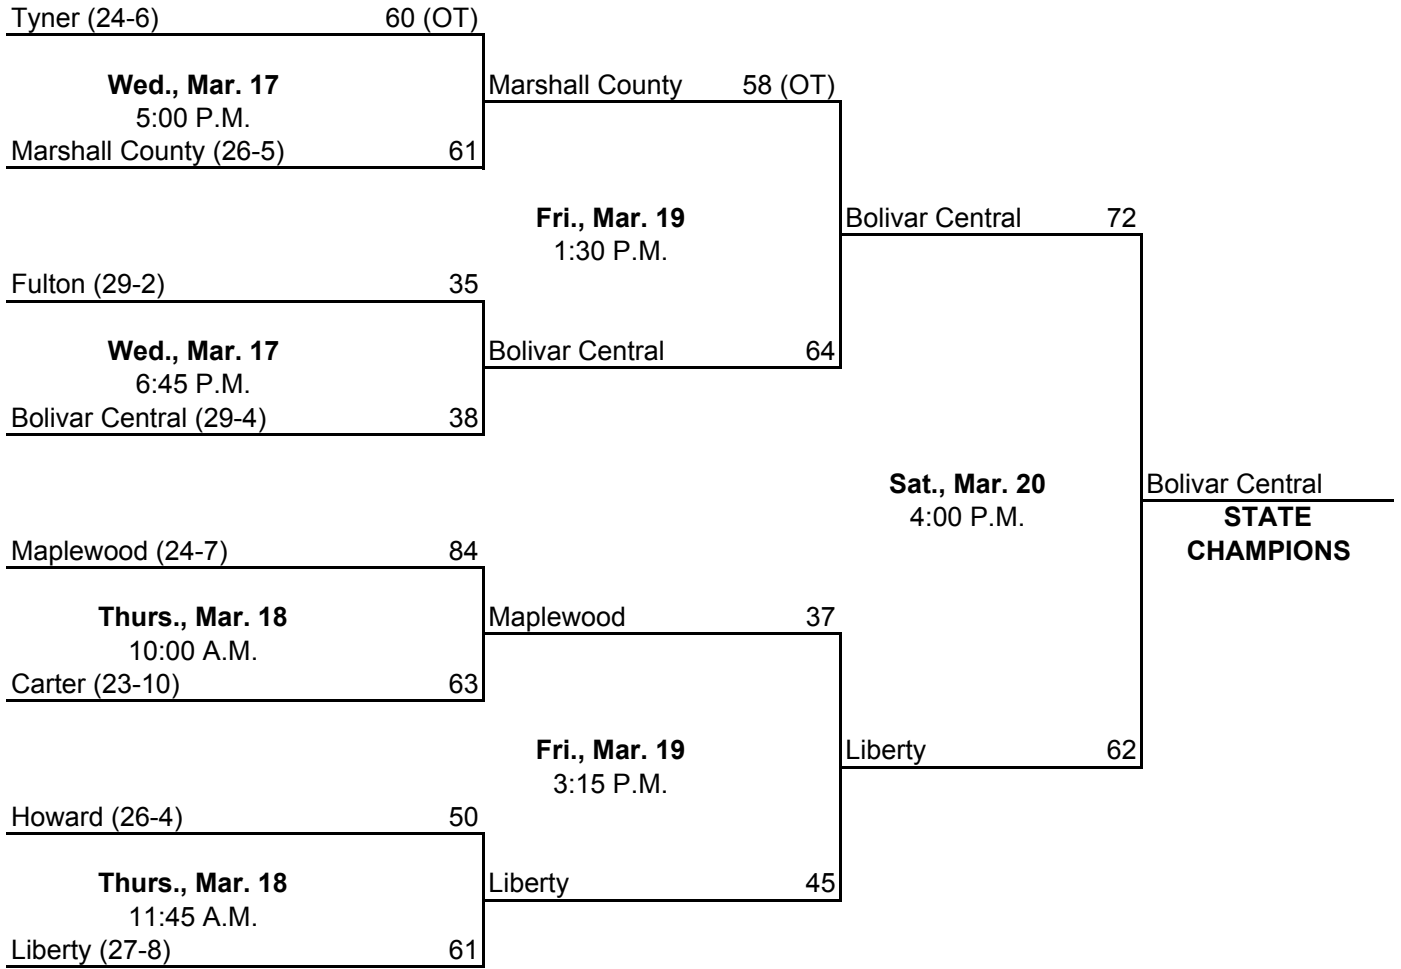 Tyner (24-6) 60 (OT)
Wed., Mar. 17
5:00 P.M.
Marshall County (26-5) 61
Marshall County 58 (OT)
Fri., Mar. 19
1:30 P.M.
Fulton (29-2) 35
Wed., Mar. 17
6:45 P.M.
Bolivar Central (29-4) 38
Bolivar Central 64
Bolivar Central 72
Sat., Mar. 20
4:00 P.M.
Bolivar Central
STATE
CHAMPIONS
Maplewood (24-7) 84
Thurs., Mar. 18
10:00 A.M.
Carter (23-10) 63
Maplewood 37
Fri., Mar. 19
3:15 P.M.
Liberty 62
Howard (26-4) 50
Thurs., Mar. 18
11:45 A.M.
Liberty (27-8) 61
Liberty 45